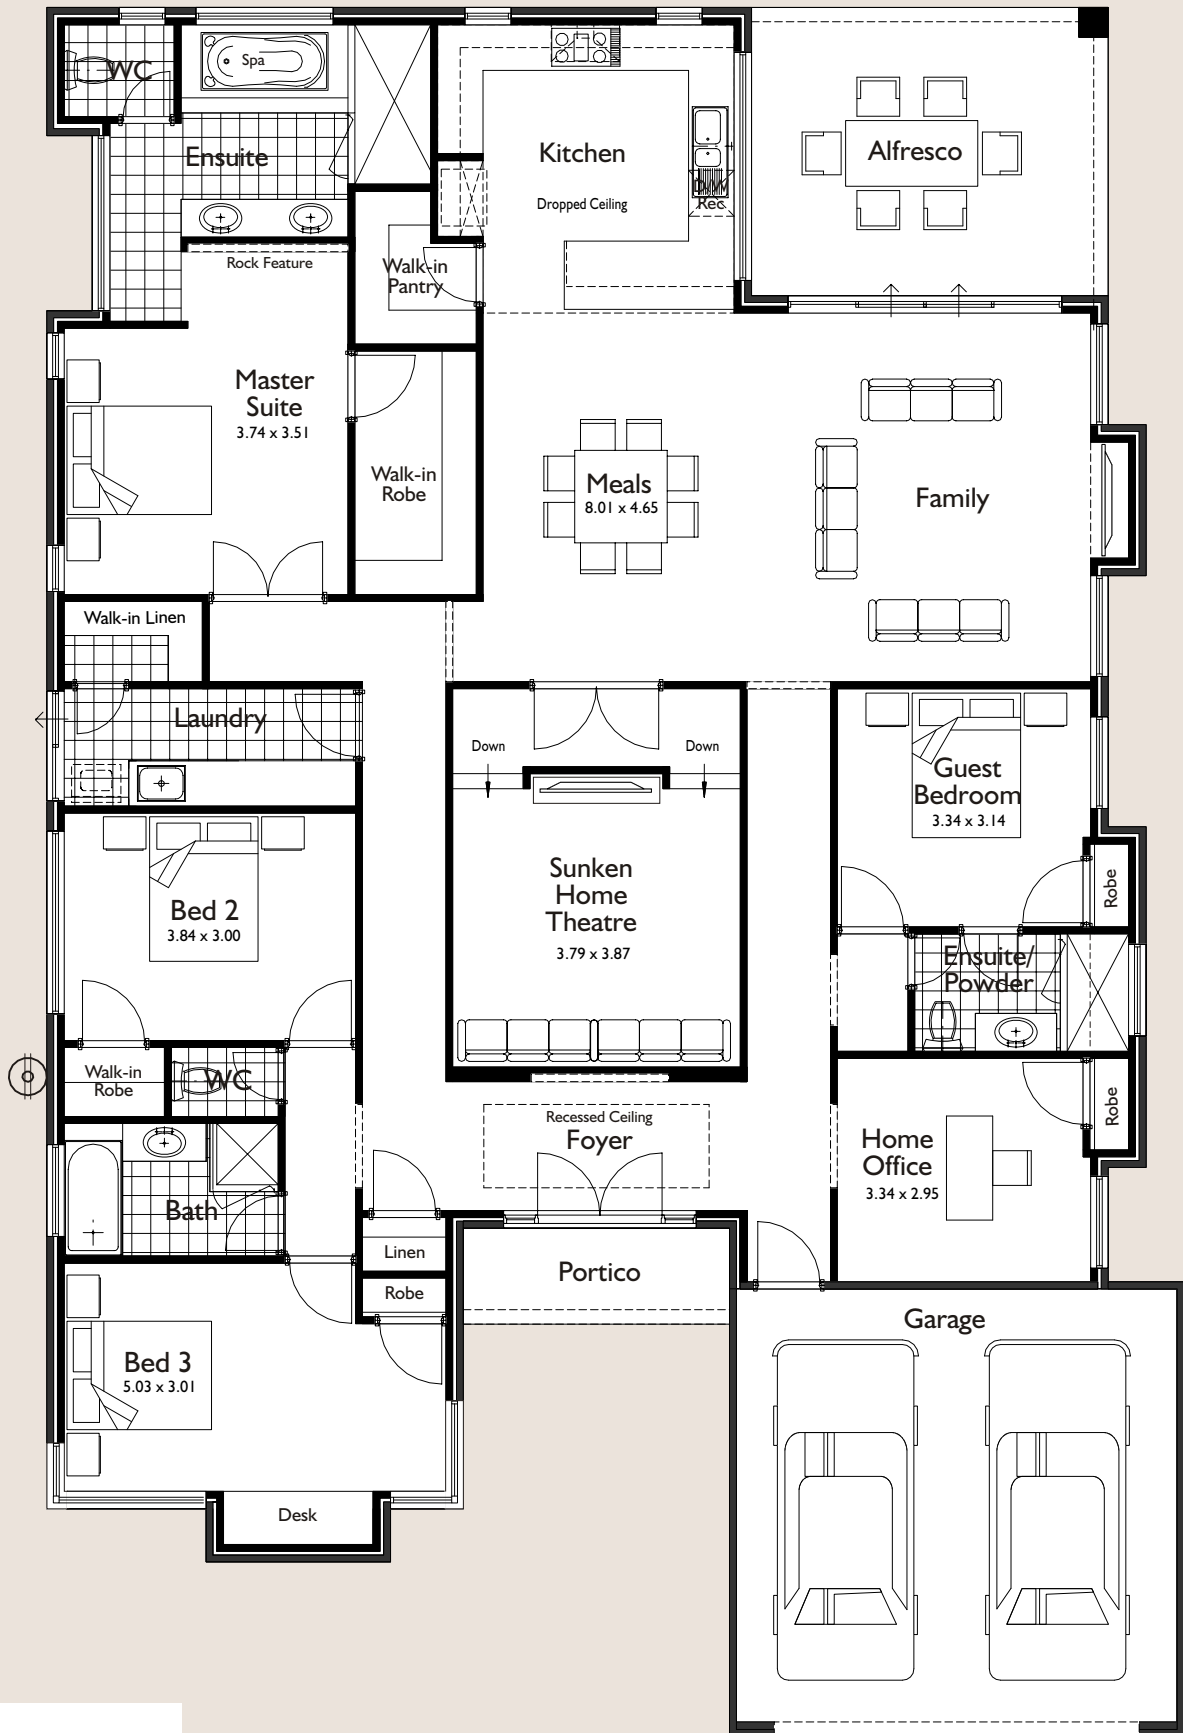 WC
Spa
Ensuite
Kitchen
Dropped Ceiling
D/W
Rec
Alfresco
Rock Feature
Walk-in
Pantry
Master
Suite
3.74 x 3.51
Walk-in
Robe
Meals
8.01 x 4.65
Family
Walk-in Linen
Laundry
Down
Down
Guest
Bedroom
3.34 x 3.14
Sunken
Home
Theatre
3.79 x 3.87
Bed 2
3.84 x 3.00
Robe
Ensuite/
Powder
Walk-in
Robe
WC
Recessed Ceiling
Foyer
Robe
Home
Office
3.34 x 2.95
Bath
Linen
Robe
Portico
Garage
Bed 3
5.03 x 3.01
Desk